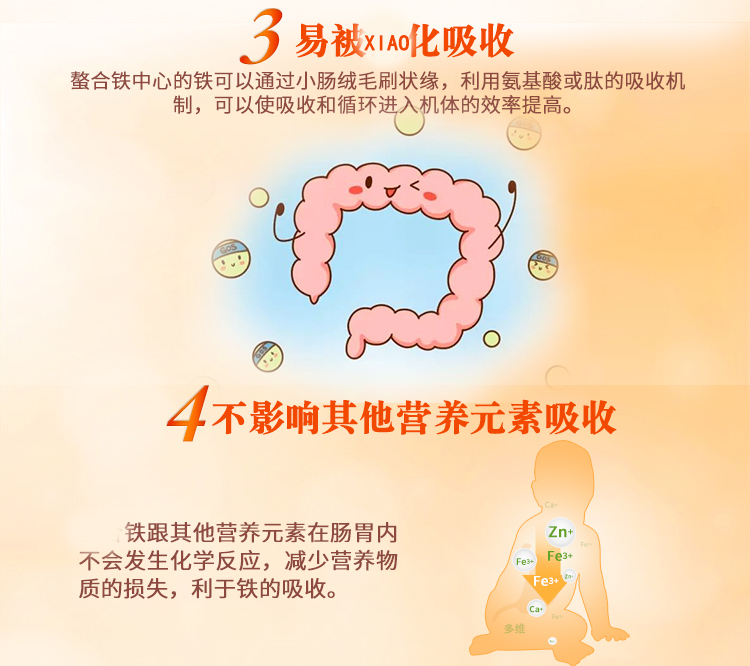 3 易被XIAO化吸收
螯合铁中心的铁可以通过小肠绒毛刷状缘，利用氨基酸或肽的吸收机
制，可以使吸收和循环进入机体的效率提高。
GOS
GOS
GOS
4 不影响其他营养元素吸收
铁跟其他营养元素在肠胃内
不会发生化学反应，减少营养物
质的损失，利于铁的吸收。
Ca+
Zn+
Fe3+
Fe3+
Zn+
Fe3+
Ca+
多维